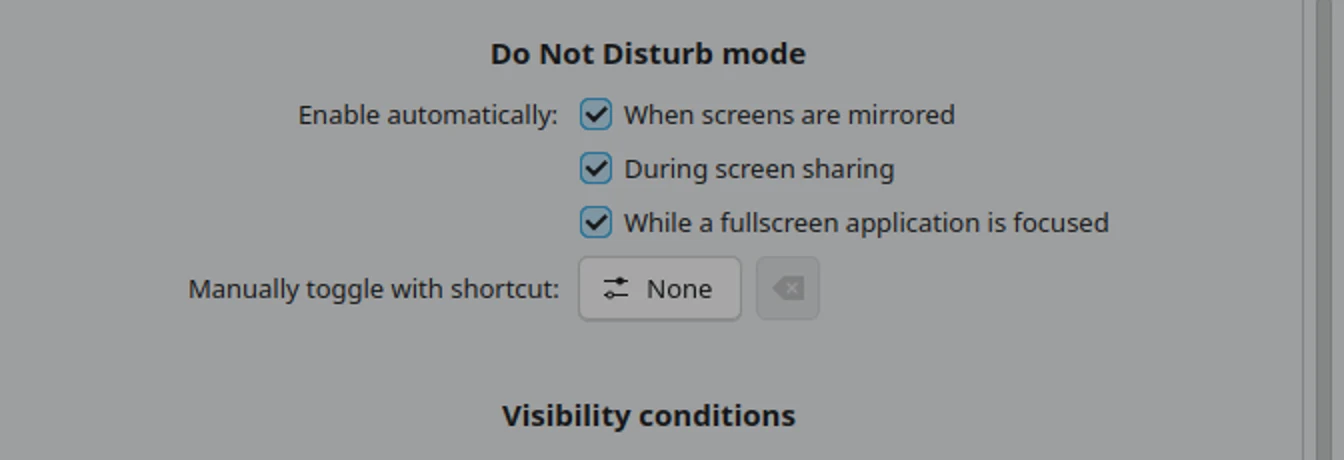 Do Not Disturb mode
Enable automatically: When screens are mirrored
During screen sharing
While a fullscreen application is focused
Manually toggle with shortcut: None
Visibility conditions